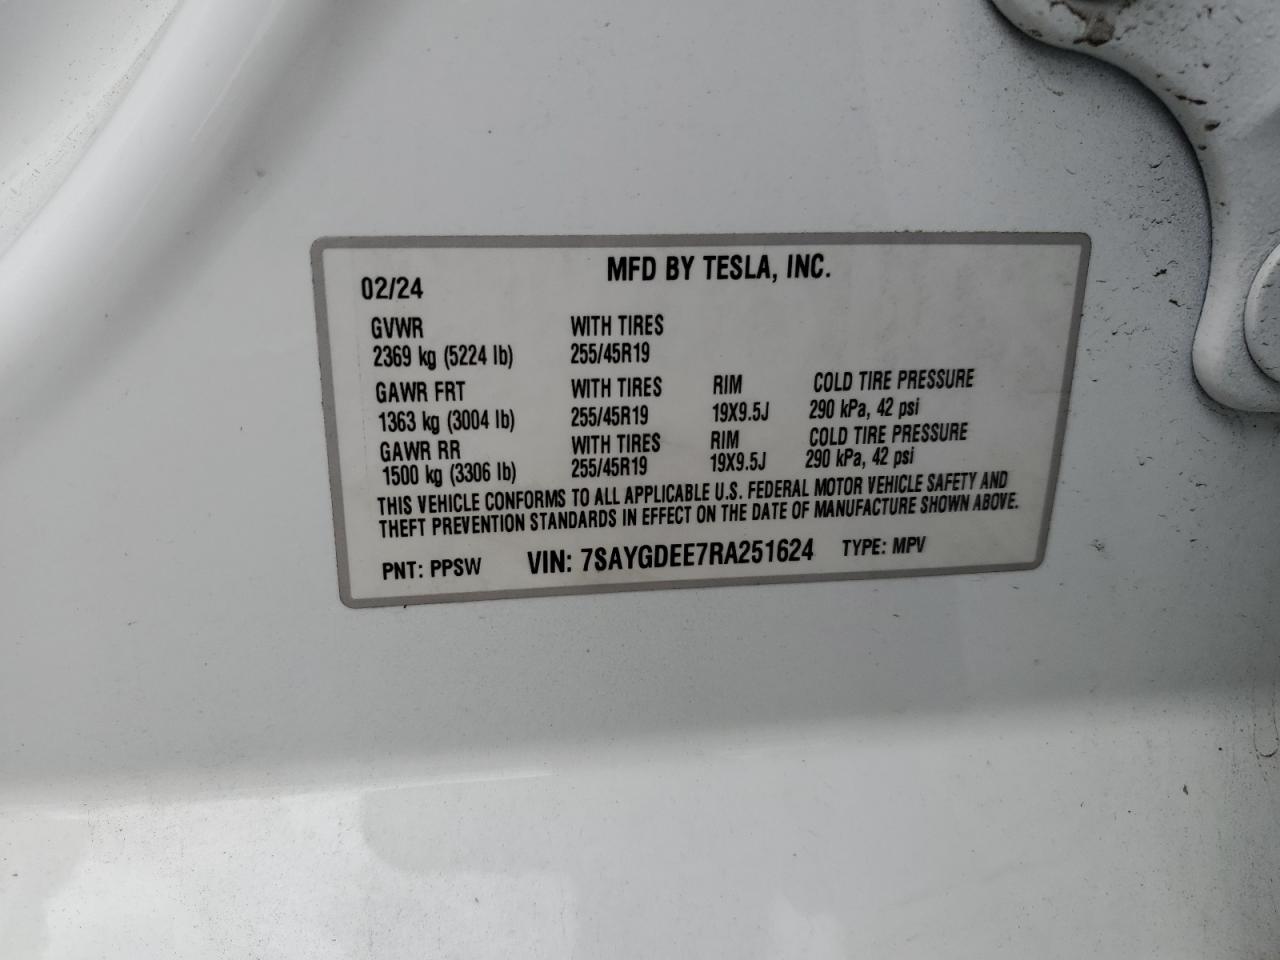 MFD BY TESLA, INC.
02/24
GVWR WITH TIRES
2369 kg (5224 lb) 255/45R19
GAWR FRT WITH TIRES RIM COLD TIRE PRESSURE
1363 kg (3004 lb) 255/45R19 19X9.5J 290 kPa, 42 psi
GAWR RR WITH TIRES RIM COLD TIRE PRESSURE
1500 kg (3306 lb) 255/45R19 19X9.5J 290 kPa, 42 psi
THIS VEHICLE CONFORMS TO ALL APPLICABLE U.S. FEDERAL MOTOR VEHICLE SAFETY AND
THEFT PREVENTION STANDARDS IN EFFECT ON THE DATE OF MANUFACTURE SHOWN ABOVE.
PNT: PPSW VIN: 7SAYGDEE7RA251624 TYPE: MPV